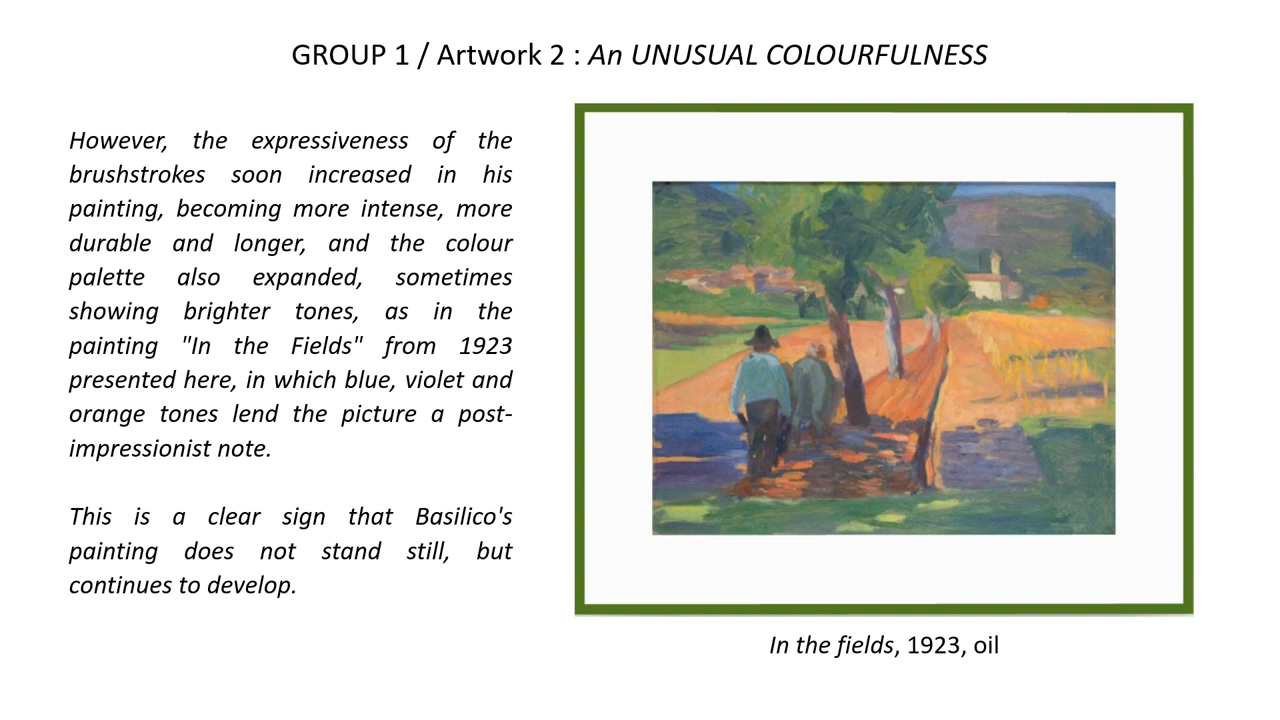 GROUP 1 / Artwork 2 : An UNUSUAL COLOURFULNESS
However, the expressiveness of the
brushstrokes soon increased in his
painting, becoming more intense, more
durable and longer, and the colour
palette also expanded, sometimes
showing brighter tones, as in the
painting "In the Fields" from 1923
presented here, in which blue, violet and
orange tones lend the picture a post-
impressionist note.
This is a clear sign that Basilico's
painting does not stand still, but
continues to develop.
In the fields, 1923, oil